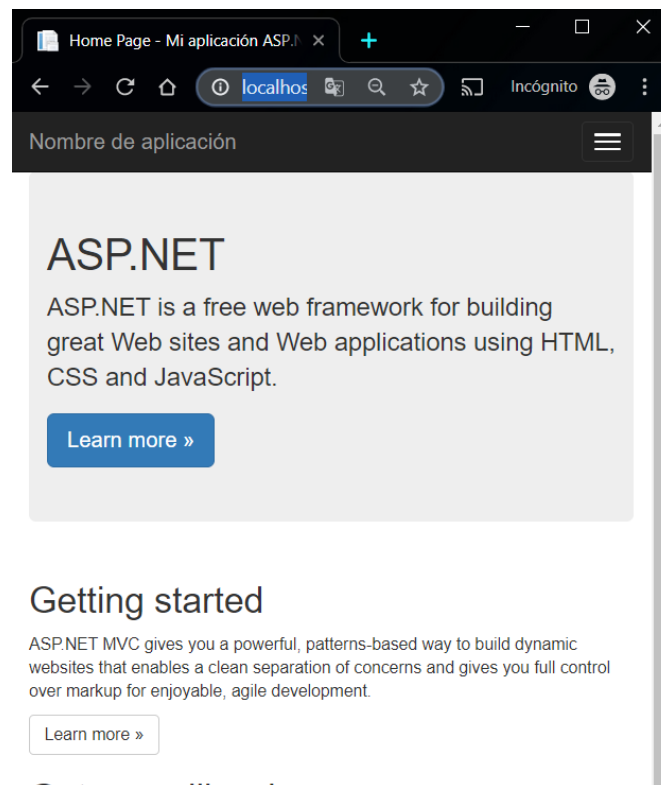 Home Page - Mi aplicación ASP.N
localhos
Incógnito
Nombre de aplicación
ASP.NET
ASP.NET is a free web framework for building
great Web sites and Web applications using HTML,
CSS and JavaScript.
Learn more »
Getting started
ASP.NET MVC gives you a powerful, patterns-based way to build dynamic
websites that enables a clean separation of concerns and gives you full control
over markup for enjoyable, agile development.
Learn more »